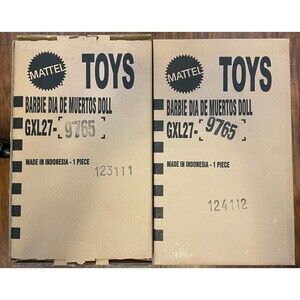 MATTEL TOYS
BARBIE DIA DE MUERTOS DOLL
GXL27-9765
MADE IN INDONESIA - 1 PIECE
123111
MATTEL TOYS
BARBIE DIA DE MUERTOS DOLL
GXL27-9765
MADE IN INDONESIA - 1 PIECE
124112